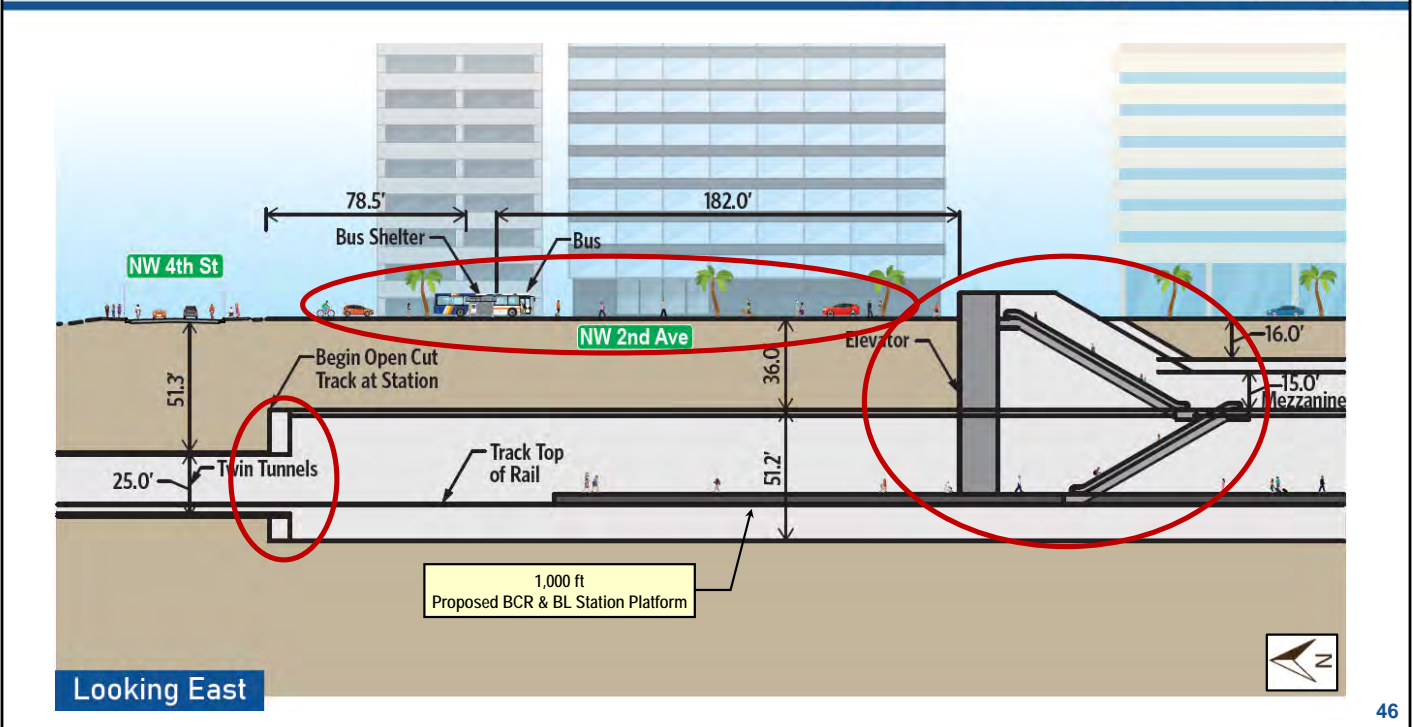 78.5'
182.0'
Bus Shelter
Bus
NW 4th St
NW 2nd Ave
Elevator
16.0'
Begin Open Cut
Track at Station
36.0'
51.3'
15.0'
Mezzanine
Twin Tunnels
Track Top
of Rail
25.0'
51.2'
1,000 ft
Proposed BCR & BL Station Platform
N
Looking East
46